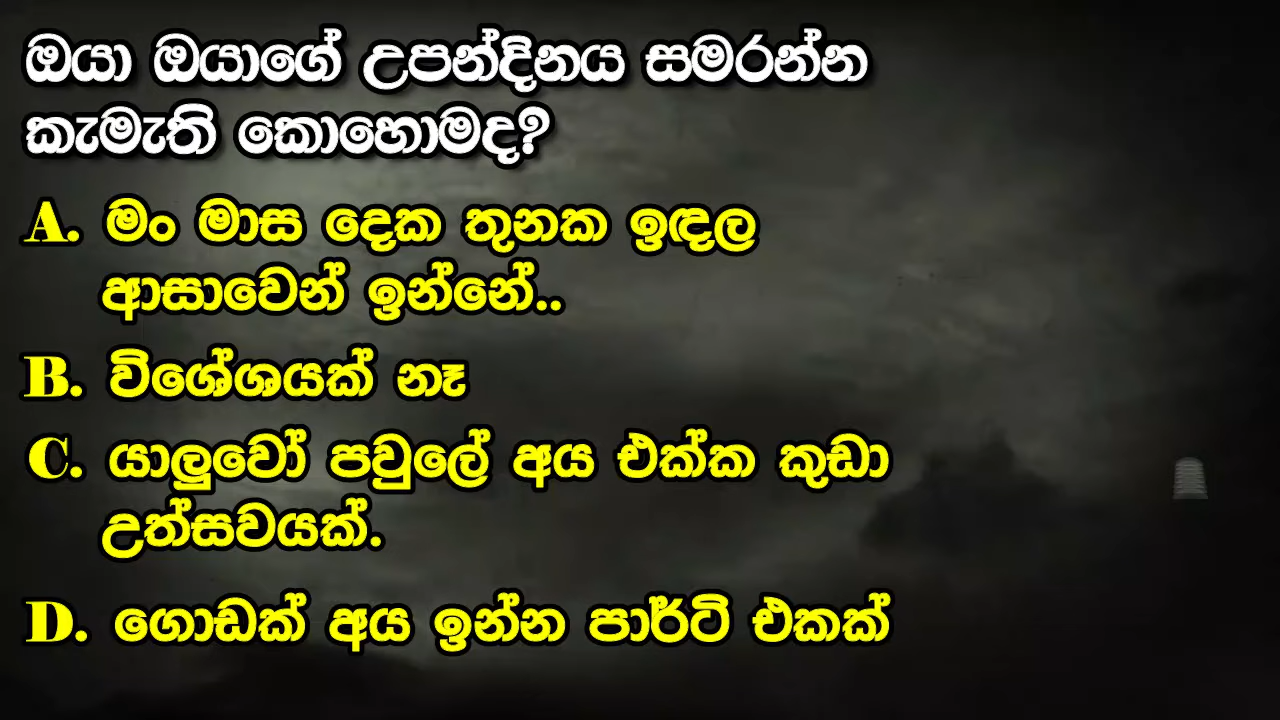 ඔයා ඔයාගේ උපන්දිනය සමරන්න
කැමැති කොහොමද?
A. මං මාස දෙක තුනක ඉඳල
ආසාවෙන් ඉන්නේ..
B. විශේශයක් නෑ
C. යාලුවෝ පවුලේ අය එක්ක කුඩා
උත්සවයක්.
D. ගොඩක් අය ඉන්න පාර්ටි එකක්